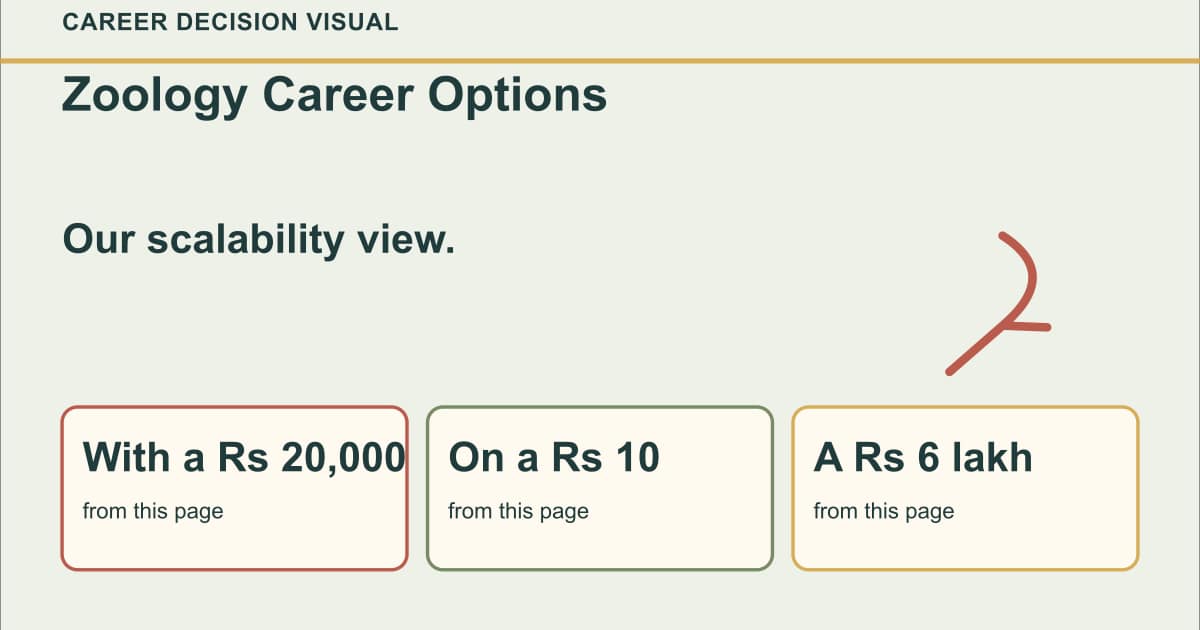 CAREER DECISION VISUAL
Zoology Career Options
Our scalability view.
With a Rs 20,000
from this page
On a Rs 10
from this page
A Rs 6 lakh
from this page